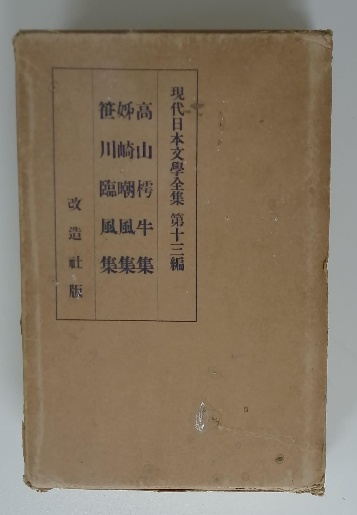 現代日本文學全集 第十三編
高山樗牛集
姊崎嘲風集
笹川臨風集
改造社版